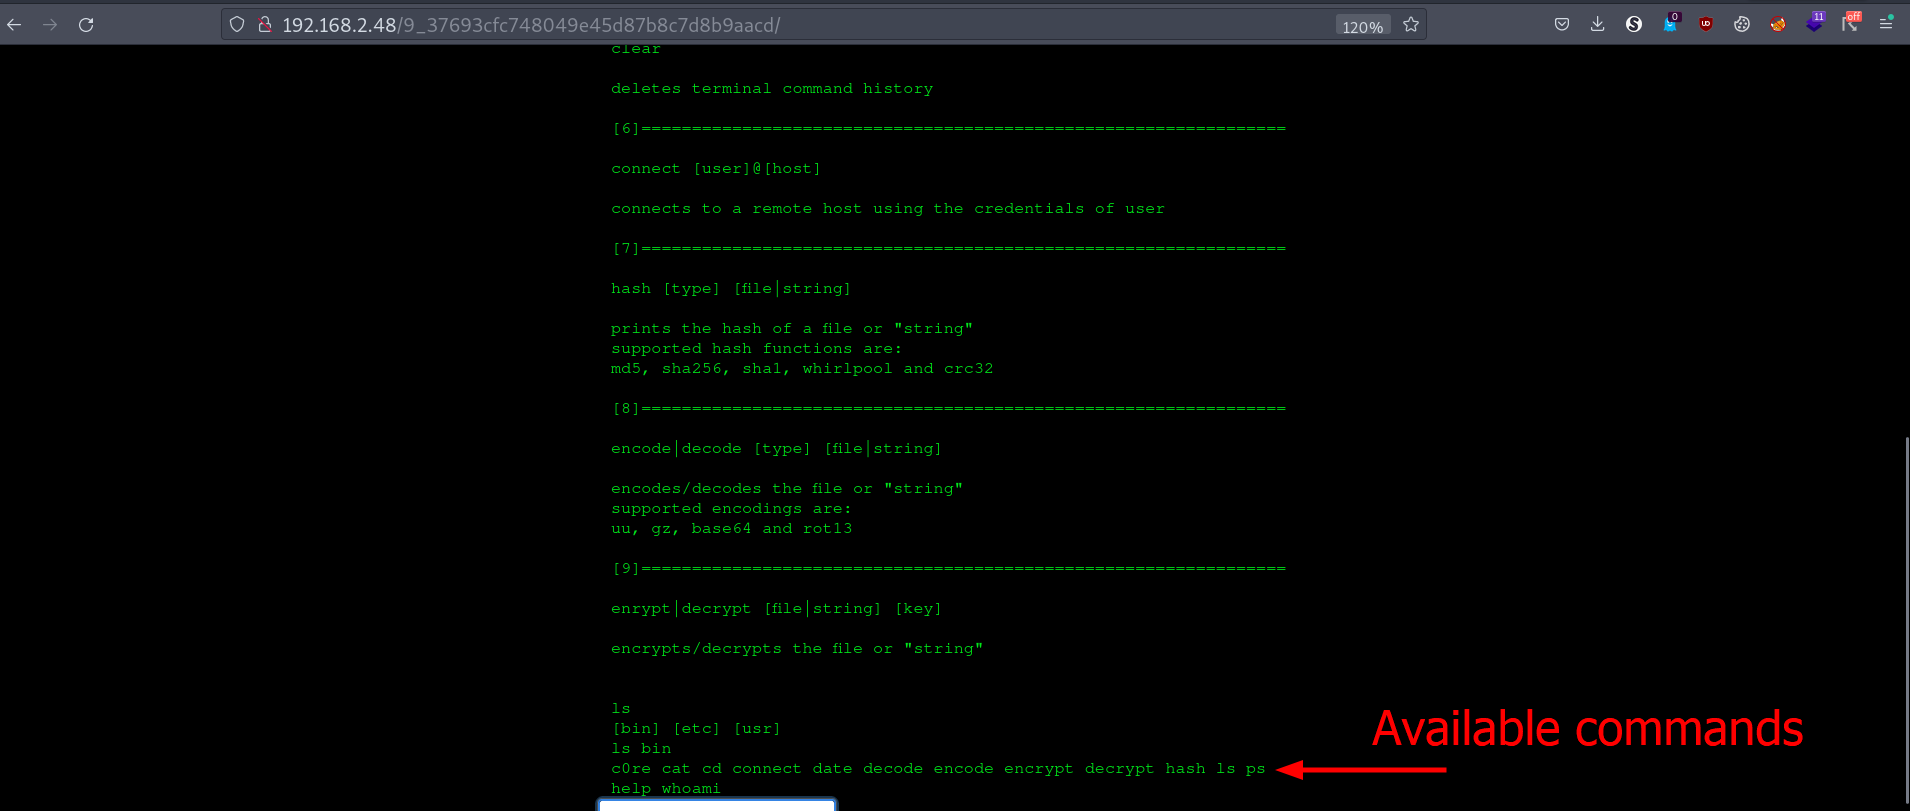 192.168.2.48/9_37693cfc748049e45d87b8c7d8b9aacd/
120%
0
11
off
clear
deletes terminal command history
[6]================================================================
connect [user]@[host]
connects to a remote host using the credentials of user
[7]================================================================
hash [type] [file|string]
prints the hash of a file or "string"
supported hash functions are:
md5, sha256, sha1, whirlpool and crc32
[8]================================================================
encode|decode [type] [file|string]
encodes/decodes the file or "string"
supported encodings are:
uu, gz, base64 and rot13
[9]================================================================
enrypt|decrypt [file|string] [key]
encrypts/decrypts the file or "string"
ls
[bin] [etc] [usr]
ls bin
c0re cat cd connect date decode encode encrypt decrypt hash ls ps
help whoami
Available commands